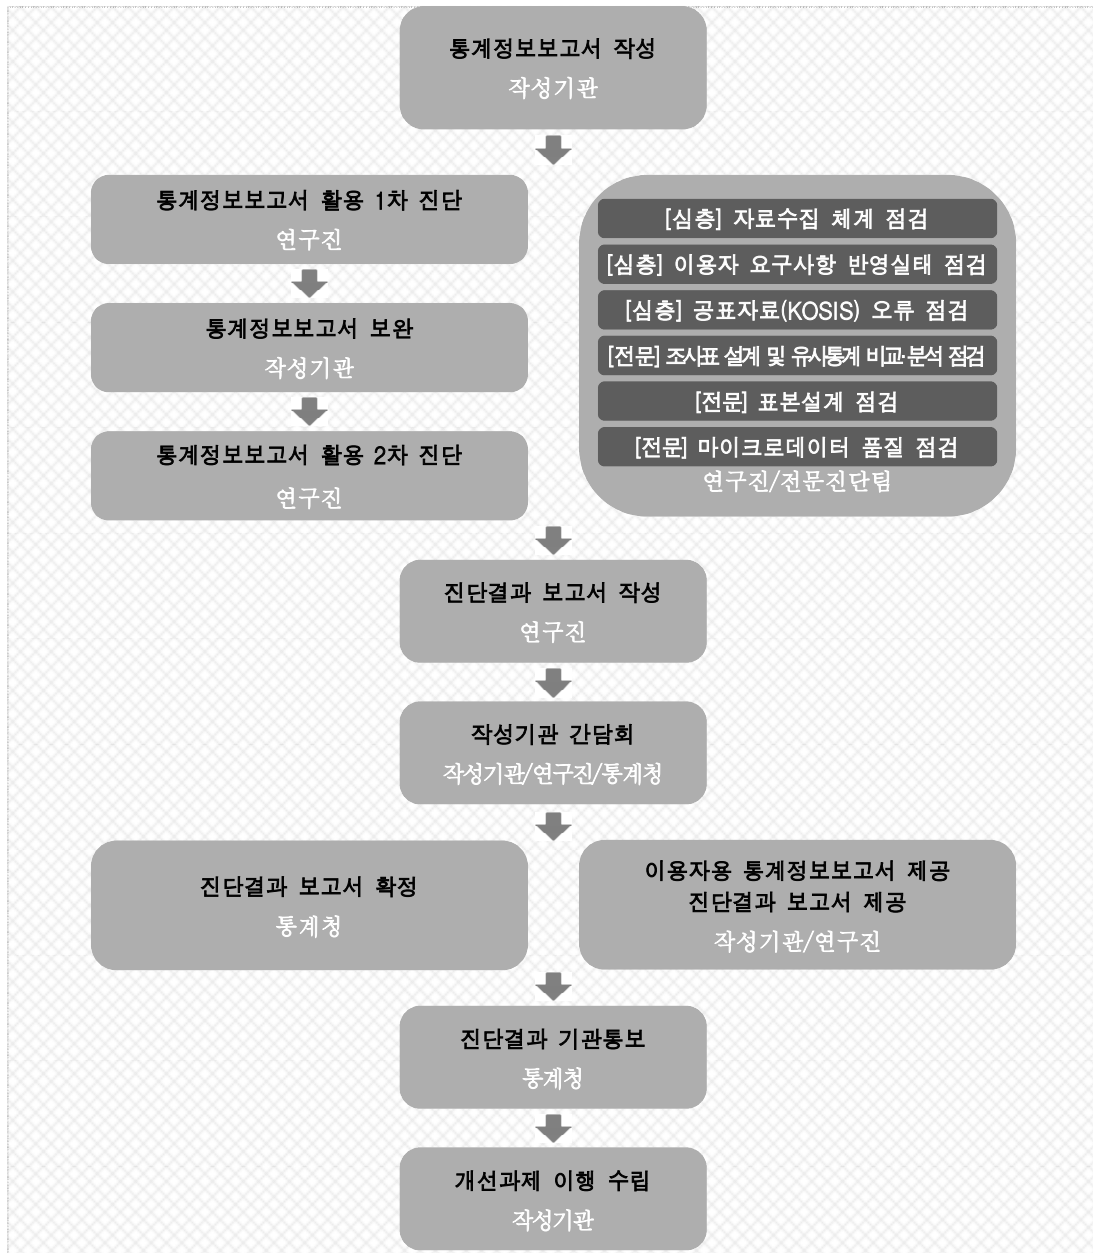 통계정보보고서 작성
작성기관
통계정보보고서 활용 1차 진단
연구진
통계정보보고서 보완
작성기관
통계정보보고서 활용 2차 진단
연구진
[심층] 자료수집 체계 점검
[심층] 이용자 요구사항 반영실태 점검
[심층] 공표자료(KOSIS) 오류 점검
[전문] 조사표 설계 및 유사통계 비교·분석 점검
[전문] 표본설계 점검
[전문] 마이크로데이터 품질 점검
연구진/전문진단팀
진단결과 보고서 작성
연구진
작성기관 간담회
작성기관/연구진/통계청
진단결과 보고서 확정
통계청
이용자용 통계정보보고서 제공
진단결과 보고서 제공
작성기관/연구진
진단결과 기관통보
통계청
개선과제 이행 수립
작성기관